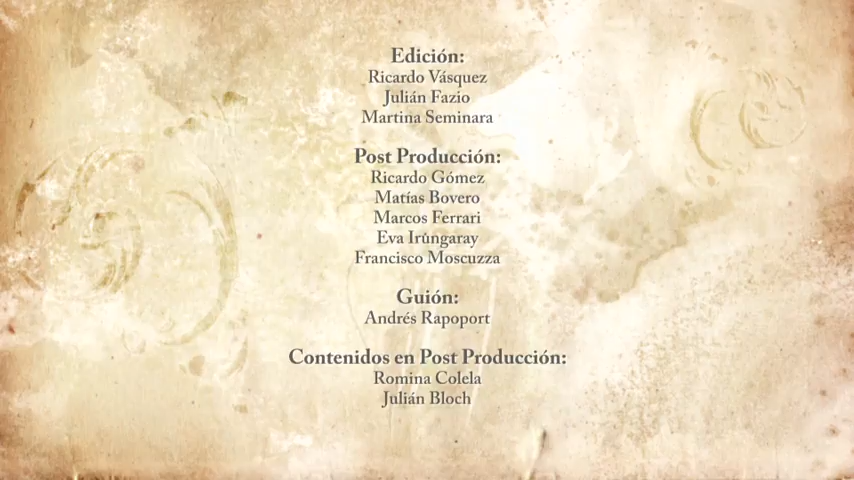 Edición:
Ricardo Vásquez
Julián Fazio
Martina Seminara
Post Producción:
Ricardo Gómez
Matías Bovero
Marcos Ferrari
Eva Irungaray
Francisco Moscuzza
Guión:
Andrés Rapoport
Contenidos en Post Producción:
Romina Colela
Julián Bloch